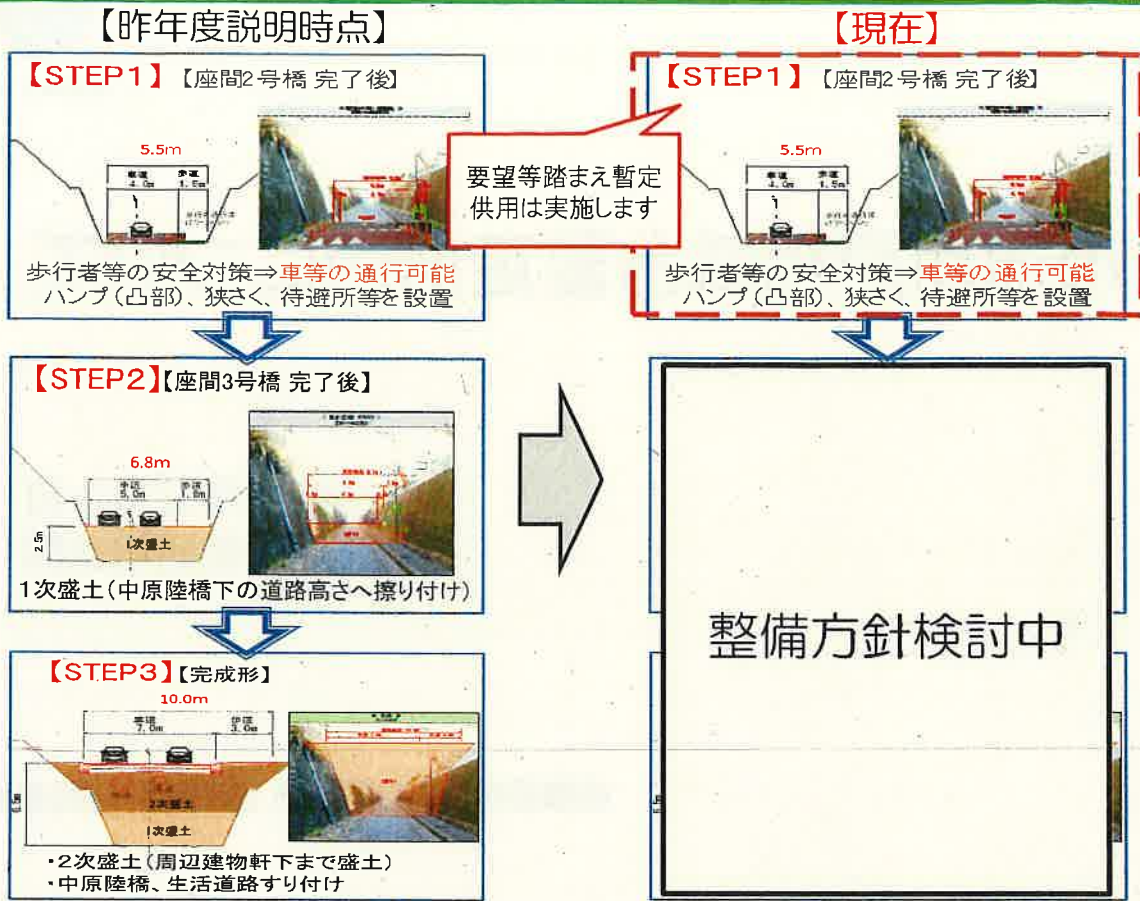 【昨年度説明時点】
【STEP1】【座間2号橋 完了後】
5.5m
車道 歩道
4.0m 1.5m
歩行者等の安全対策⇒車等の通行可能
ハンプ(凸部)、狭さく、待避所等を設置
【STEP2】【座間3号橋 完了後】
6.8m
車道 歩道
5.0m 1.8m
2.5m
1次盛土
1次盛土(中原陸橋下の道路高さへ擦り付け)
【STEP3】【完成形】
10.0m
車道 歩道
7.0m 3.0m
2次盛土
1次盛土
・2次盛土(周辺建物軒下まで盛土)
・中原陸橋、生活道路すり付け
要望等踏まえ暫定
供用は実施します
【現在】
【STEP1】【座間2号橋 完了後】
5.5m
車道 歩道
4.0m 1.5m
歩行者等の安全対策⇒車等の通行可能
ハンプ(凸部)、狭さく、待避所等を設置
整備方針検討中